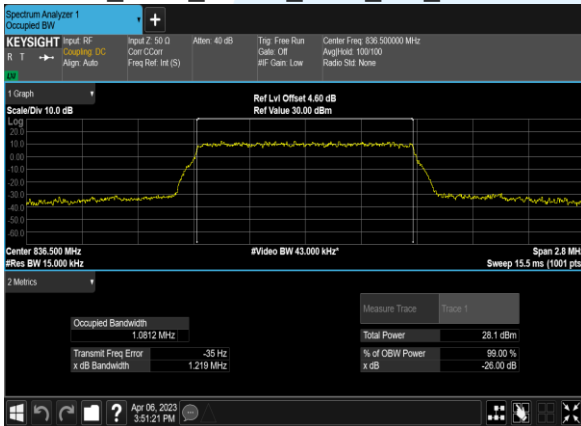 Spectrum Analyzer 1
Occupied BW
KEYSIGHT
R T
Input: RF
Coupling: DC
Align: Auto
Input Z: 50 Ω
Corr CCorr
Freq Ref: Int (S)
Atten: 40 dB
Trig: Free Run
Gate: Off
#IF Gain: Low
Center Freq: 836.500000 MHz
Avg|Hold: 100/100
Radio Std: None
1 Graph
Scale/Div 10.0 dB
Ref Lvl Offset 4.60 dB
Ref Value 30.00 dBm
Log
20.0
10.0
0.00
-10.0
-20.0
-30.0
-40.0
-50.0
-60.0
Center 836.500 MHz
#Video BW 43.000 kHz*
Span 2.8 MHz
#Res BW 15.000 kHz
Sweep 15.5 ms (1001 pts
2 Metrics
Measure Trace
Trace 1
Occupied Bandwidth
1.0812 MHz
Total Power
28.1 dBm
Transmit Freq Error
-35 Hz
% of OBW Power
99.00 %
x dB Bandwidth
1.219 MHz
x dB
-26.00 dB
?
Apr 06, 2023
3:51:21 PM